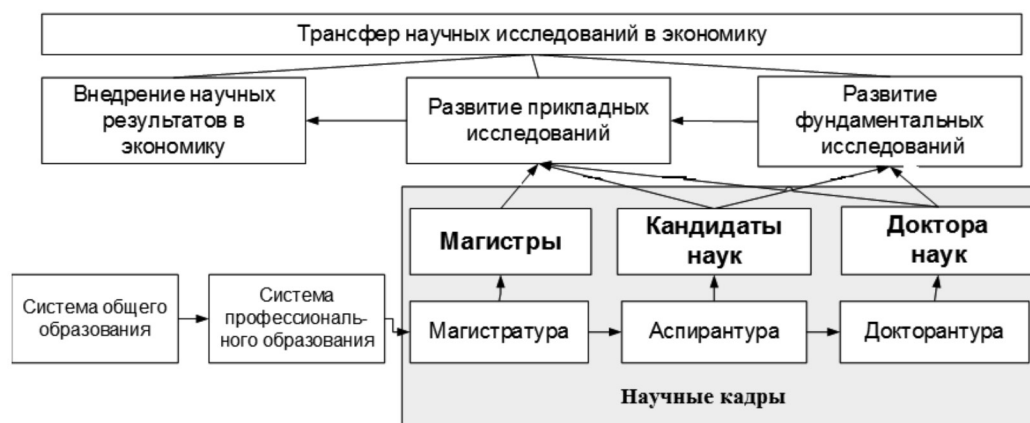 Трансфер научных исследований в экономику
Внедрение научных
результатов в
экономику
Развитие прикладных
исследований
Развитие
фундаментальных
исследований
Магистры
Кандидаты
наук
Доктора
наук
Система общего
образования
Система
профессиональ-
ного образования
Магистратура
Аспирантура
Докторантура
Научные кадры